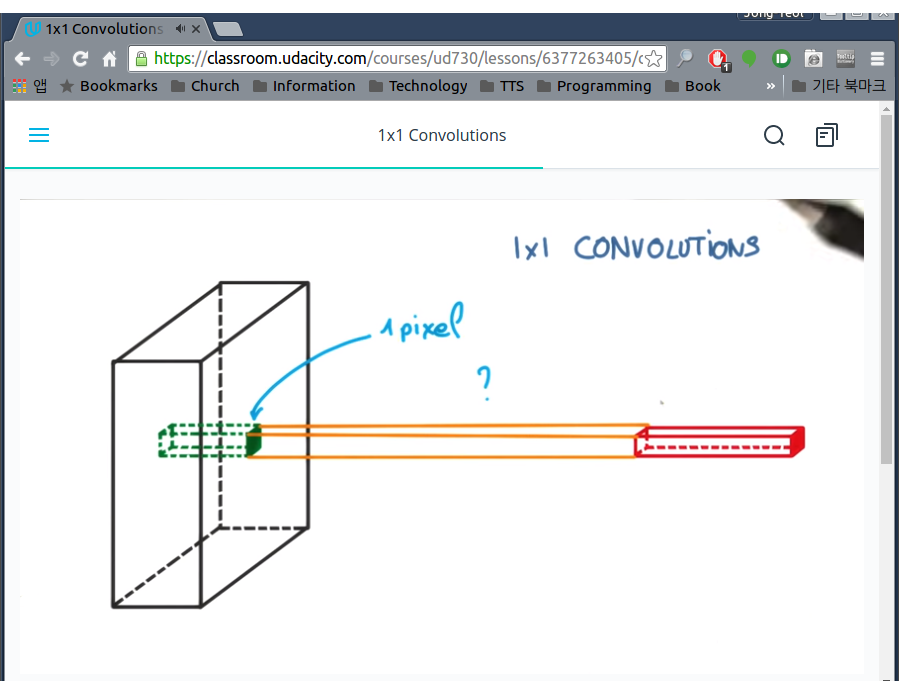 Jong Yeol
1x1 Convolutions
https://classroom.udacity.com/courses/ud730/lessons/6377263405/c
1
앱 Bookmarks Church Information Technology TTS Programming Book » 기타 북마크
1x1 Convolutions
1x1 CONVOLUTIONS
1 pixel
?